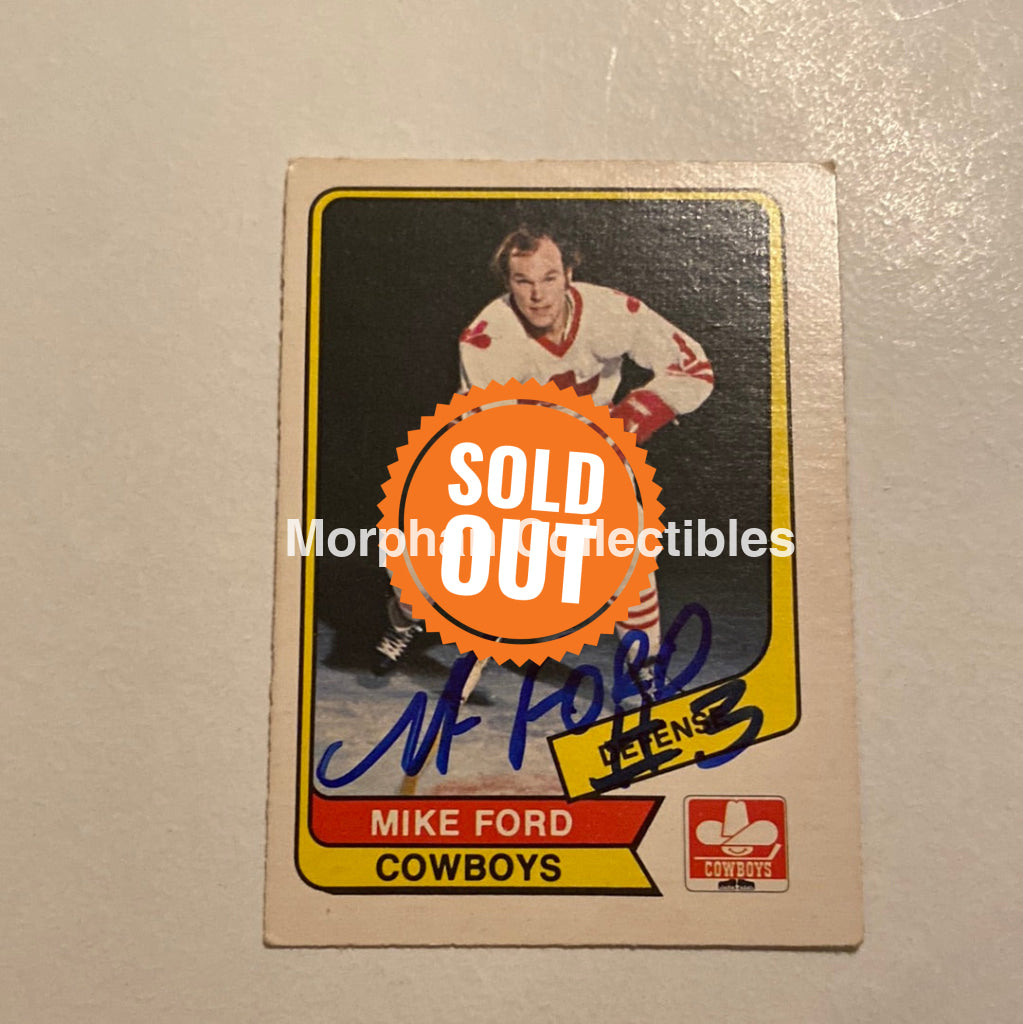 SOLD
OUT
Morphan Collectibles
M Ford
#3
DEFENSE
MIKE FORD
COWBOYS
COWBOYS